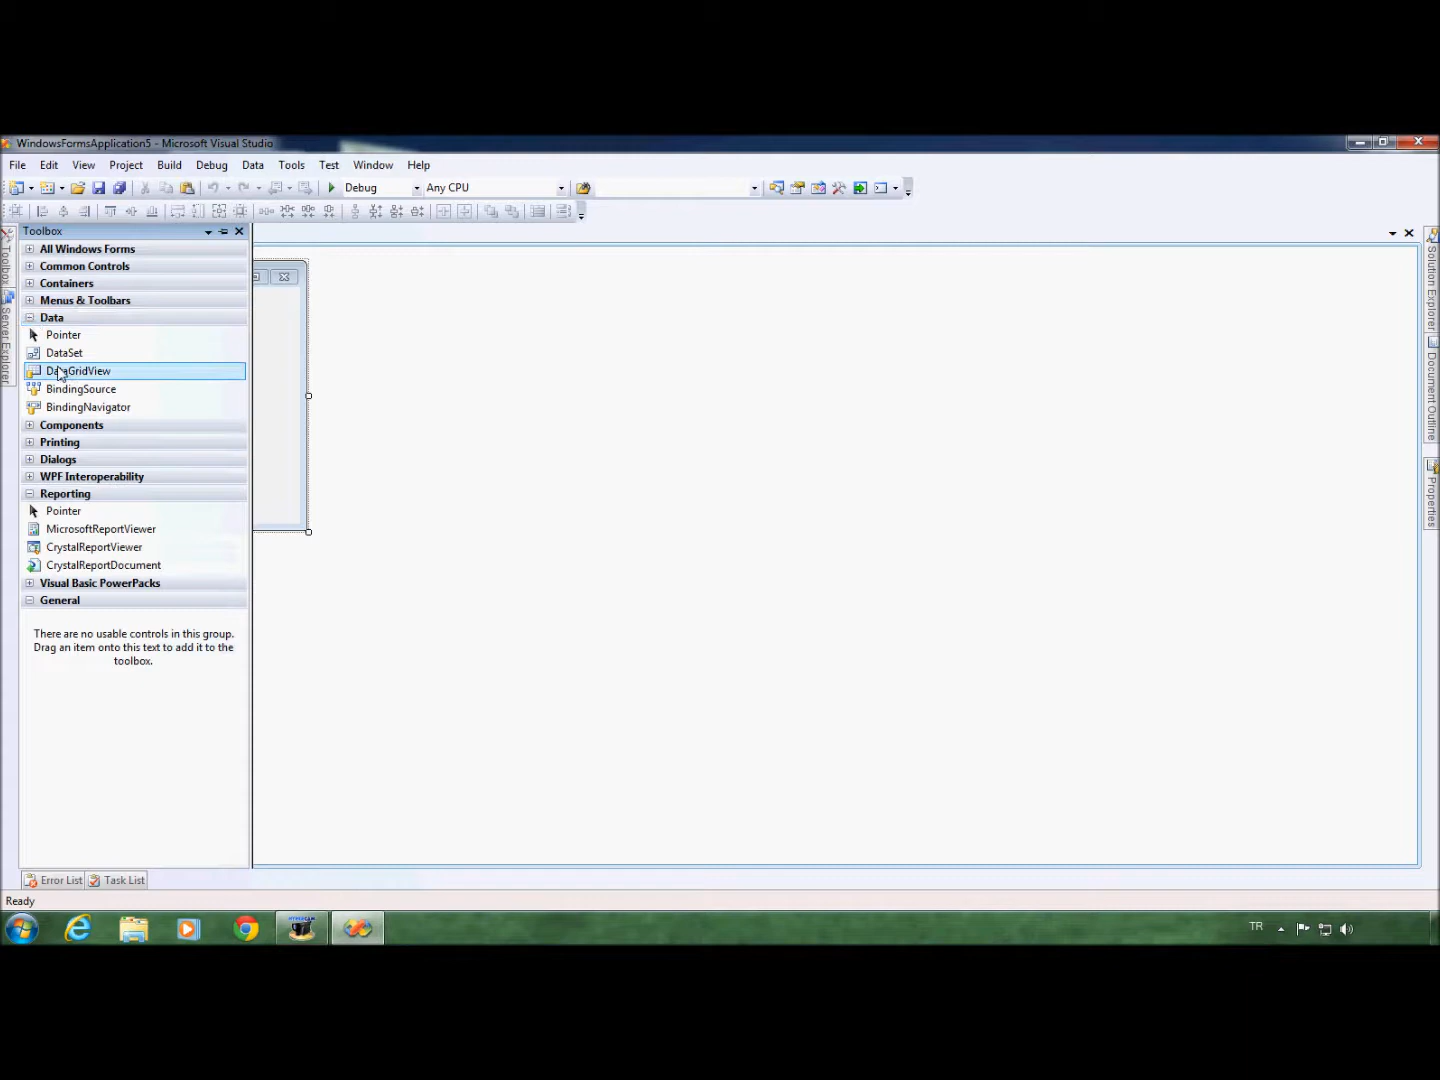 WindowsFormsApplication5 - Microsoft Visual Studio
File Edit View Project Build Debug Data Tools Test Window Help
Debug Any CPU
Toolbox
All Windows Forms
Common Controls
Containers
Menus & Toolbars
Data
Pointer
DataSet
DataGridView
BindingSource
BindingNavigator
Components
Printing
Dialogs
WPF Interoperability
Reporting
Pointer
MicrosoftReportViewer
CrystalReportViewer
CrystalReportDocument
Visual Basic PowerPacks
General
There are no usable controls in this group.
Drag an item onto this text to add it to the
toolbox.
Toolbox
Server Explorer
Solution Explorer
Document Outline
Properties
Error List Task List
Ready
TR